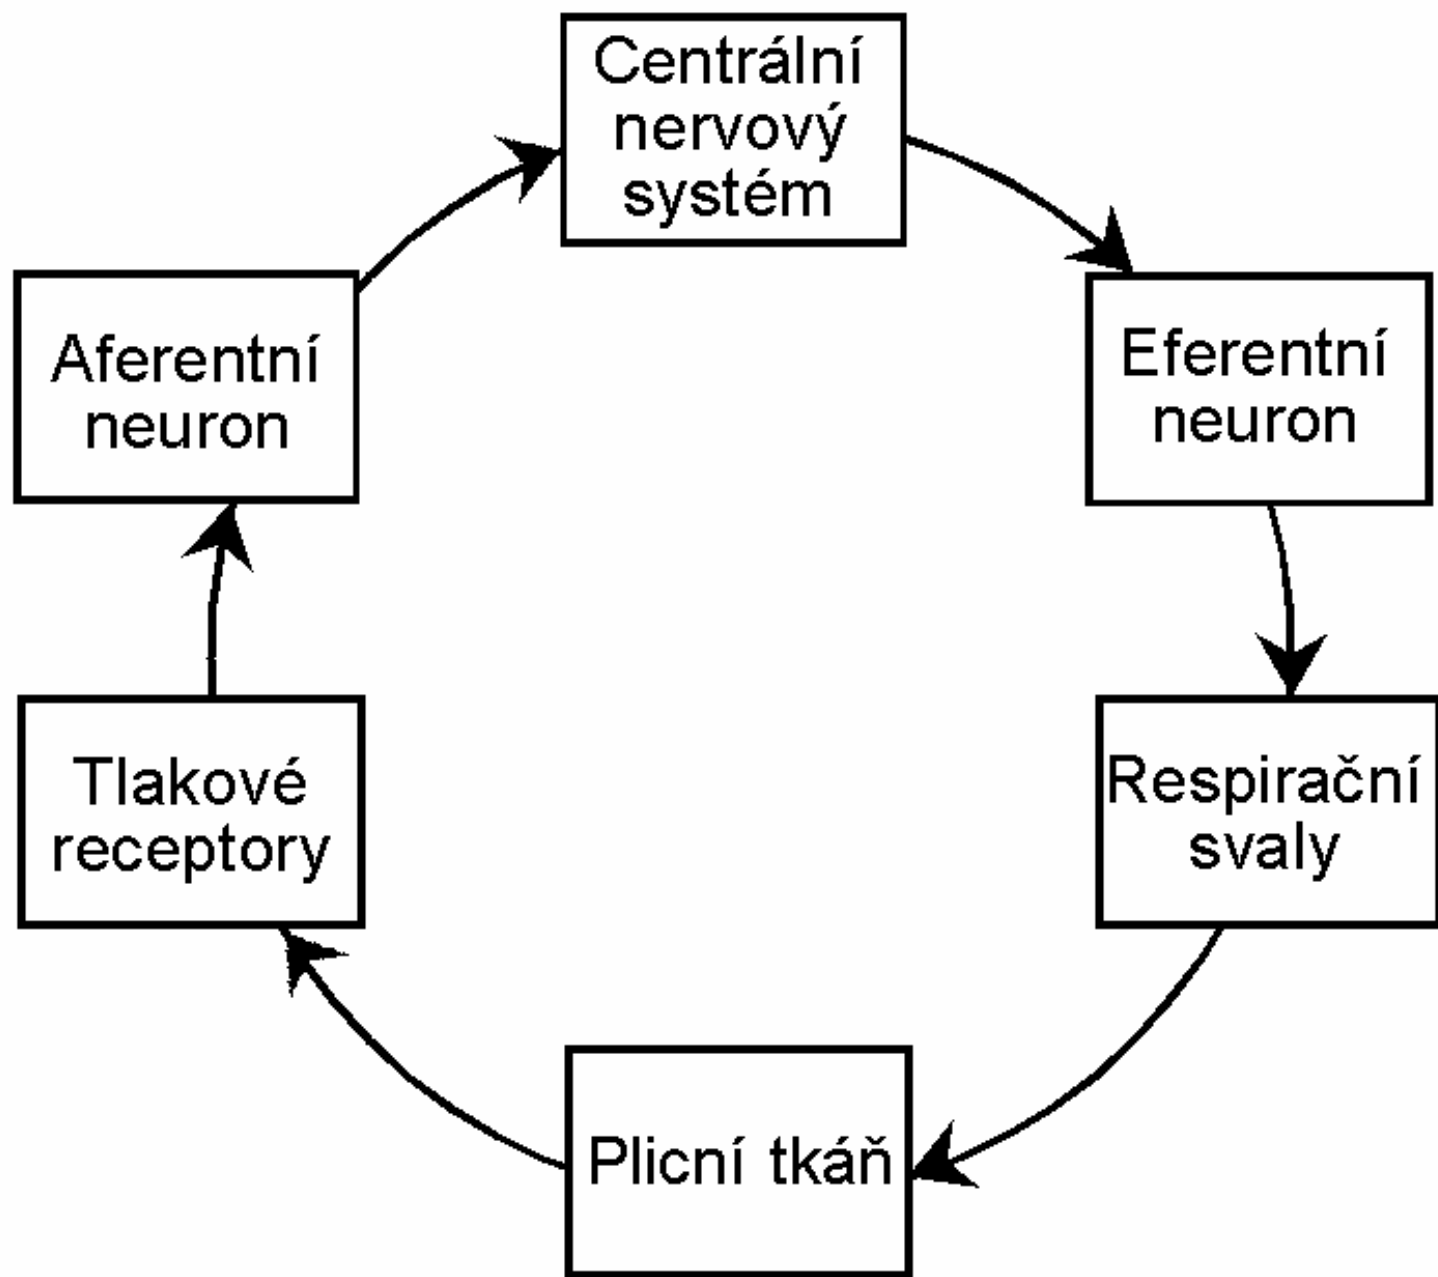 Centrální
nervový
systém
Aferentní
neuron
Eferentní
neuron
Tlakové
receptory
Respirační
svaly
Plicní tkáň